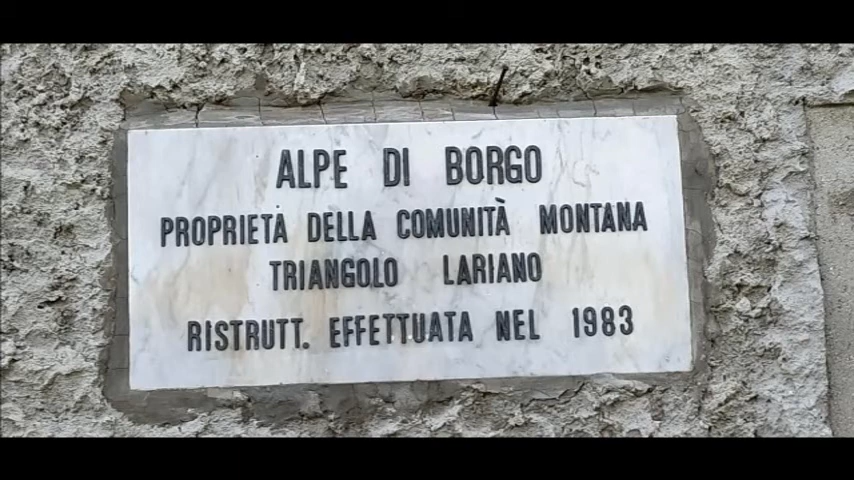 ALPE DI BORGO
PROPRIETÀ DELLA COMUNITÀ MONTANA
TRIANGOLO LARIANO
RISTRUTT. EFFETTUATA NEL 1983